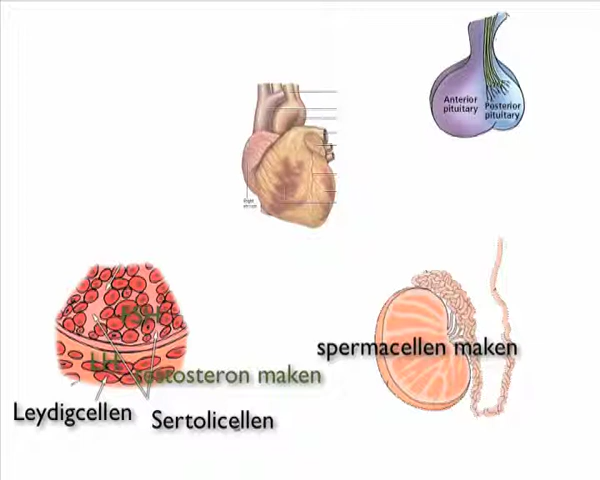 Anterior
pituitary
Posterior
pituitary
FSH
LH
testosteron maken
spermacellen maken
Leydigcellen
Sertolicellen